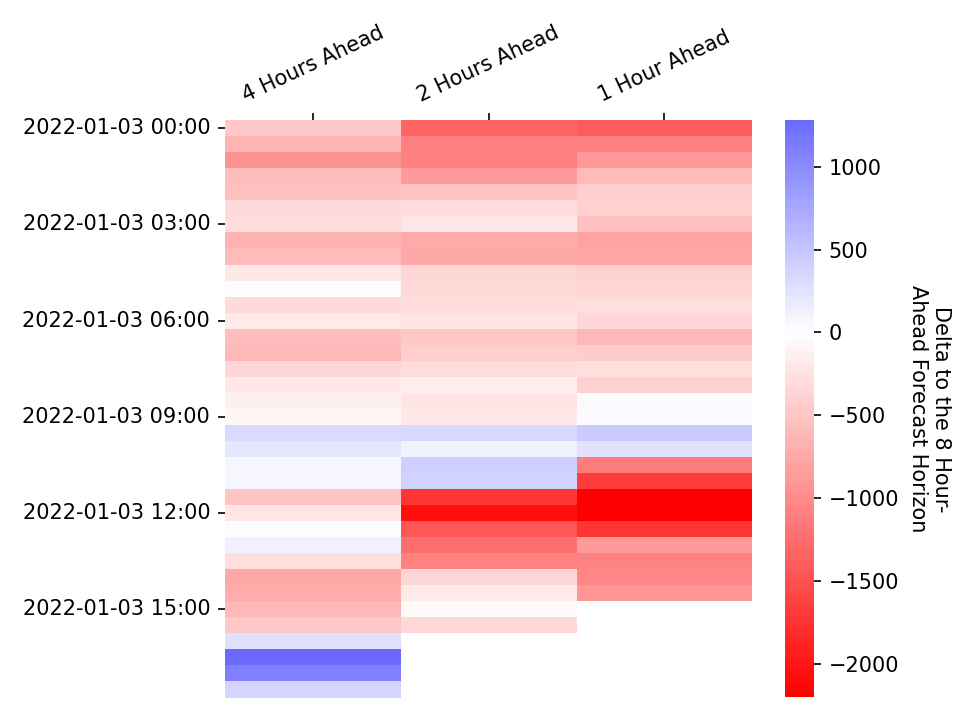 4 Hours Ahead
2 Hours Ahead
1 Hour Ahead
2022-01-03 00:00
2022-01-03 03:00
2022-01-03 06:00
2022-01-03 09:00
2022-01-03 12:00
2022-01-03 15:00
1000
500
0
−500
−1000
−1500
−2000
Delta to the 8 Hour-
Ahead Forecast Horizon